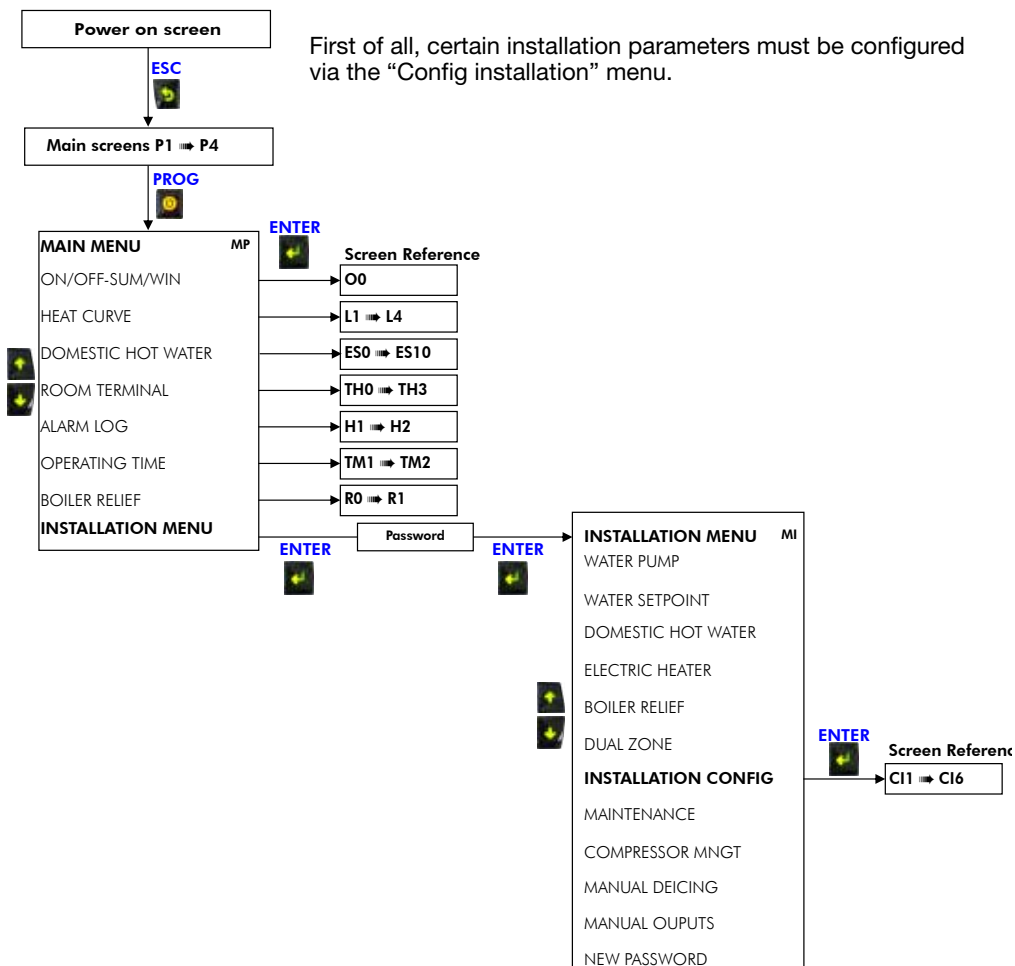 Power on screen
First of all, certain installation parameters must be configured
via the “Config installation” menu.
ESC
Main screens P1 ➠ P4
PROG
ENTER
MAIN MENU MP
Screen Reference
ON/OFF-SUM/WIN
O0
HEAT CURVE
L1 ➠ L4
DOMESTIC HOT WATER
ES0 ➠ ES10
ROOM TERMINAL
TH0 ➠ TH3
ALARM LOG
H1 ➠ H2
OPERATING TIME
TM1 ➠ TM2
BOILER RELIEF
R0 ➠ R1
INSTALLATION MENU
ENTER
Password
ENTER
INSTALLATION MENU MI
WATER PUMP
WATER SETPOINT
DOMESTIC HOT WATER
ELECTRIC HEATER
BOILER RELIEF
DUAL ZONE
ENTER
Screen Referenc
INSTALLATION CONFIG
CI1 ➠ CI6
MAINTENANCE
COMPRESSOR MNGT
MANUAL DEICING
MANUAL OUPUTS
NEW PASSWORD